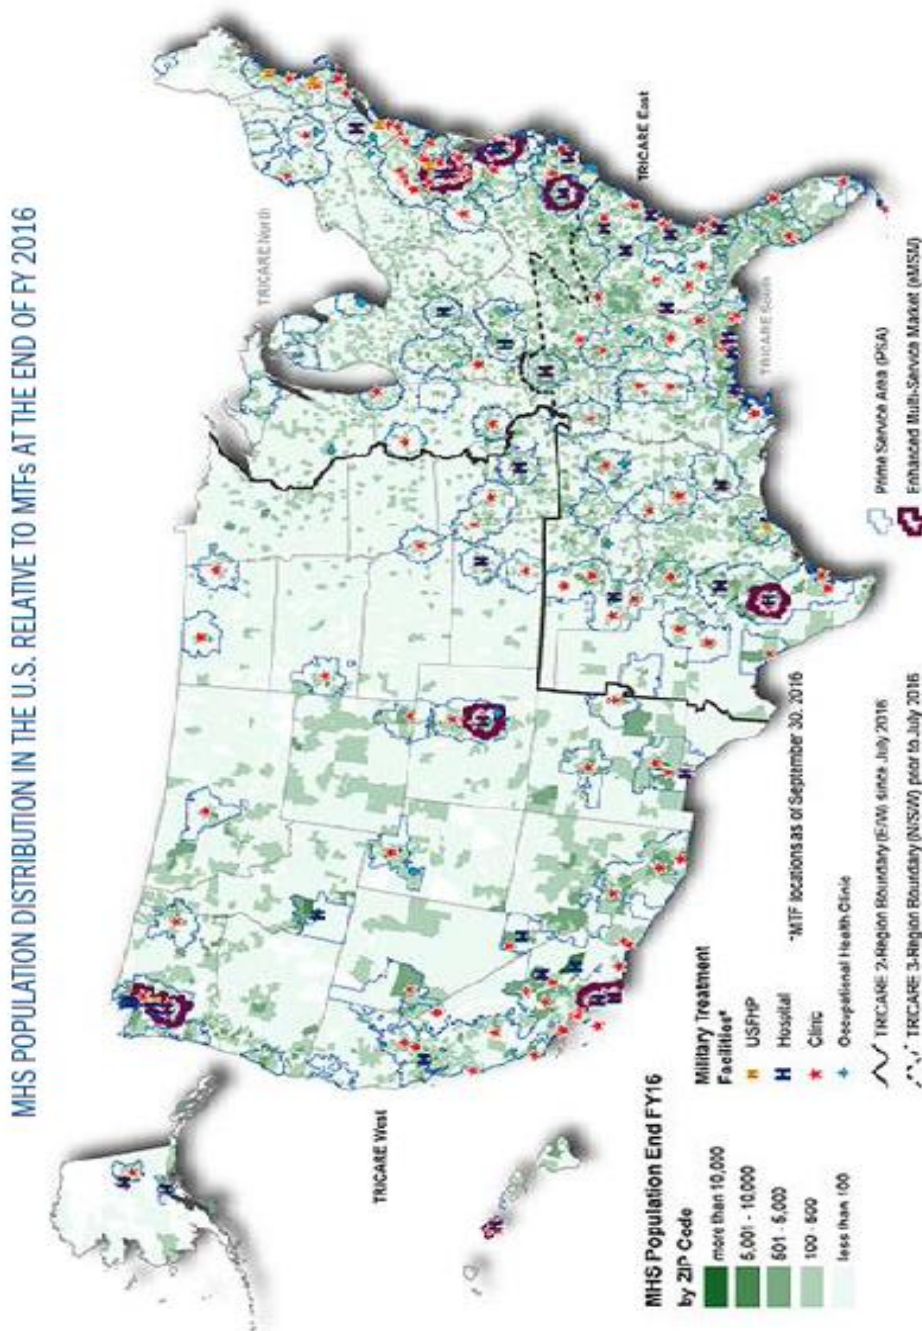 MHS POPULATION DISTRIBUTION IN THE U.S. RELATIVE TO MTFs AT THE END OF FY 2016
TRICARE North
TRICARE West
TRICARE East
TRICARE South
MHS Population End FY16
by ZIP Code
more than 10,000
5,001 - 10,000
501 - 5,000
100 - 500
less than 100
Military Treatment
Facilities*
H USFHP
H Hospital
Clinic
Occupational Health Clinic
*MTF locations as of September 30, 2016
TRICARE 2-Region Boundary (E/W) since July 2016
TRICARE 3-Region Boundary (N/S/W) prior to July 2016
Prime Service Area (PSA)
Enhanced Multi-Service Market (eMSM)